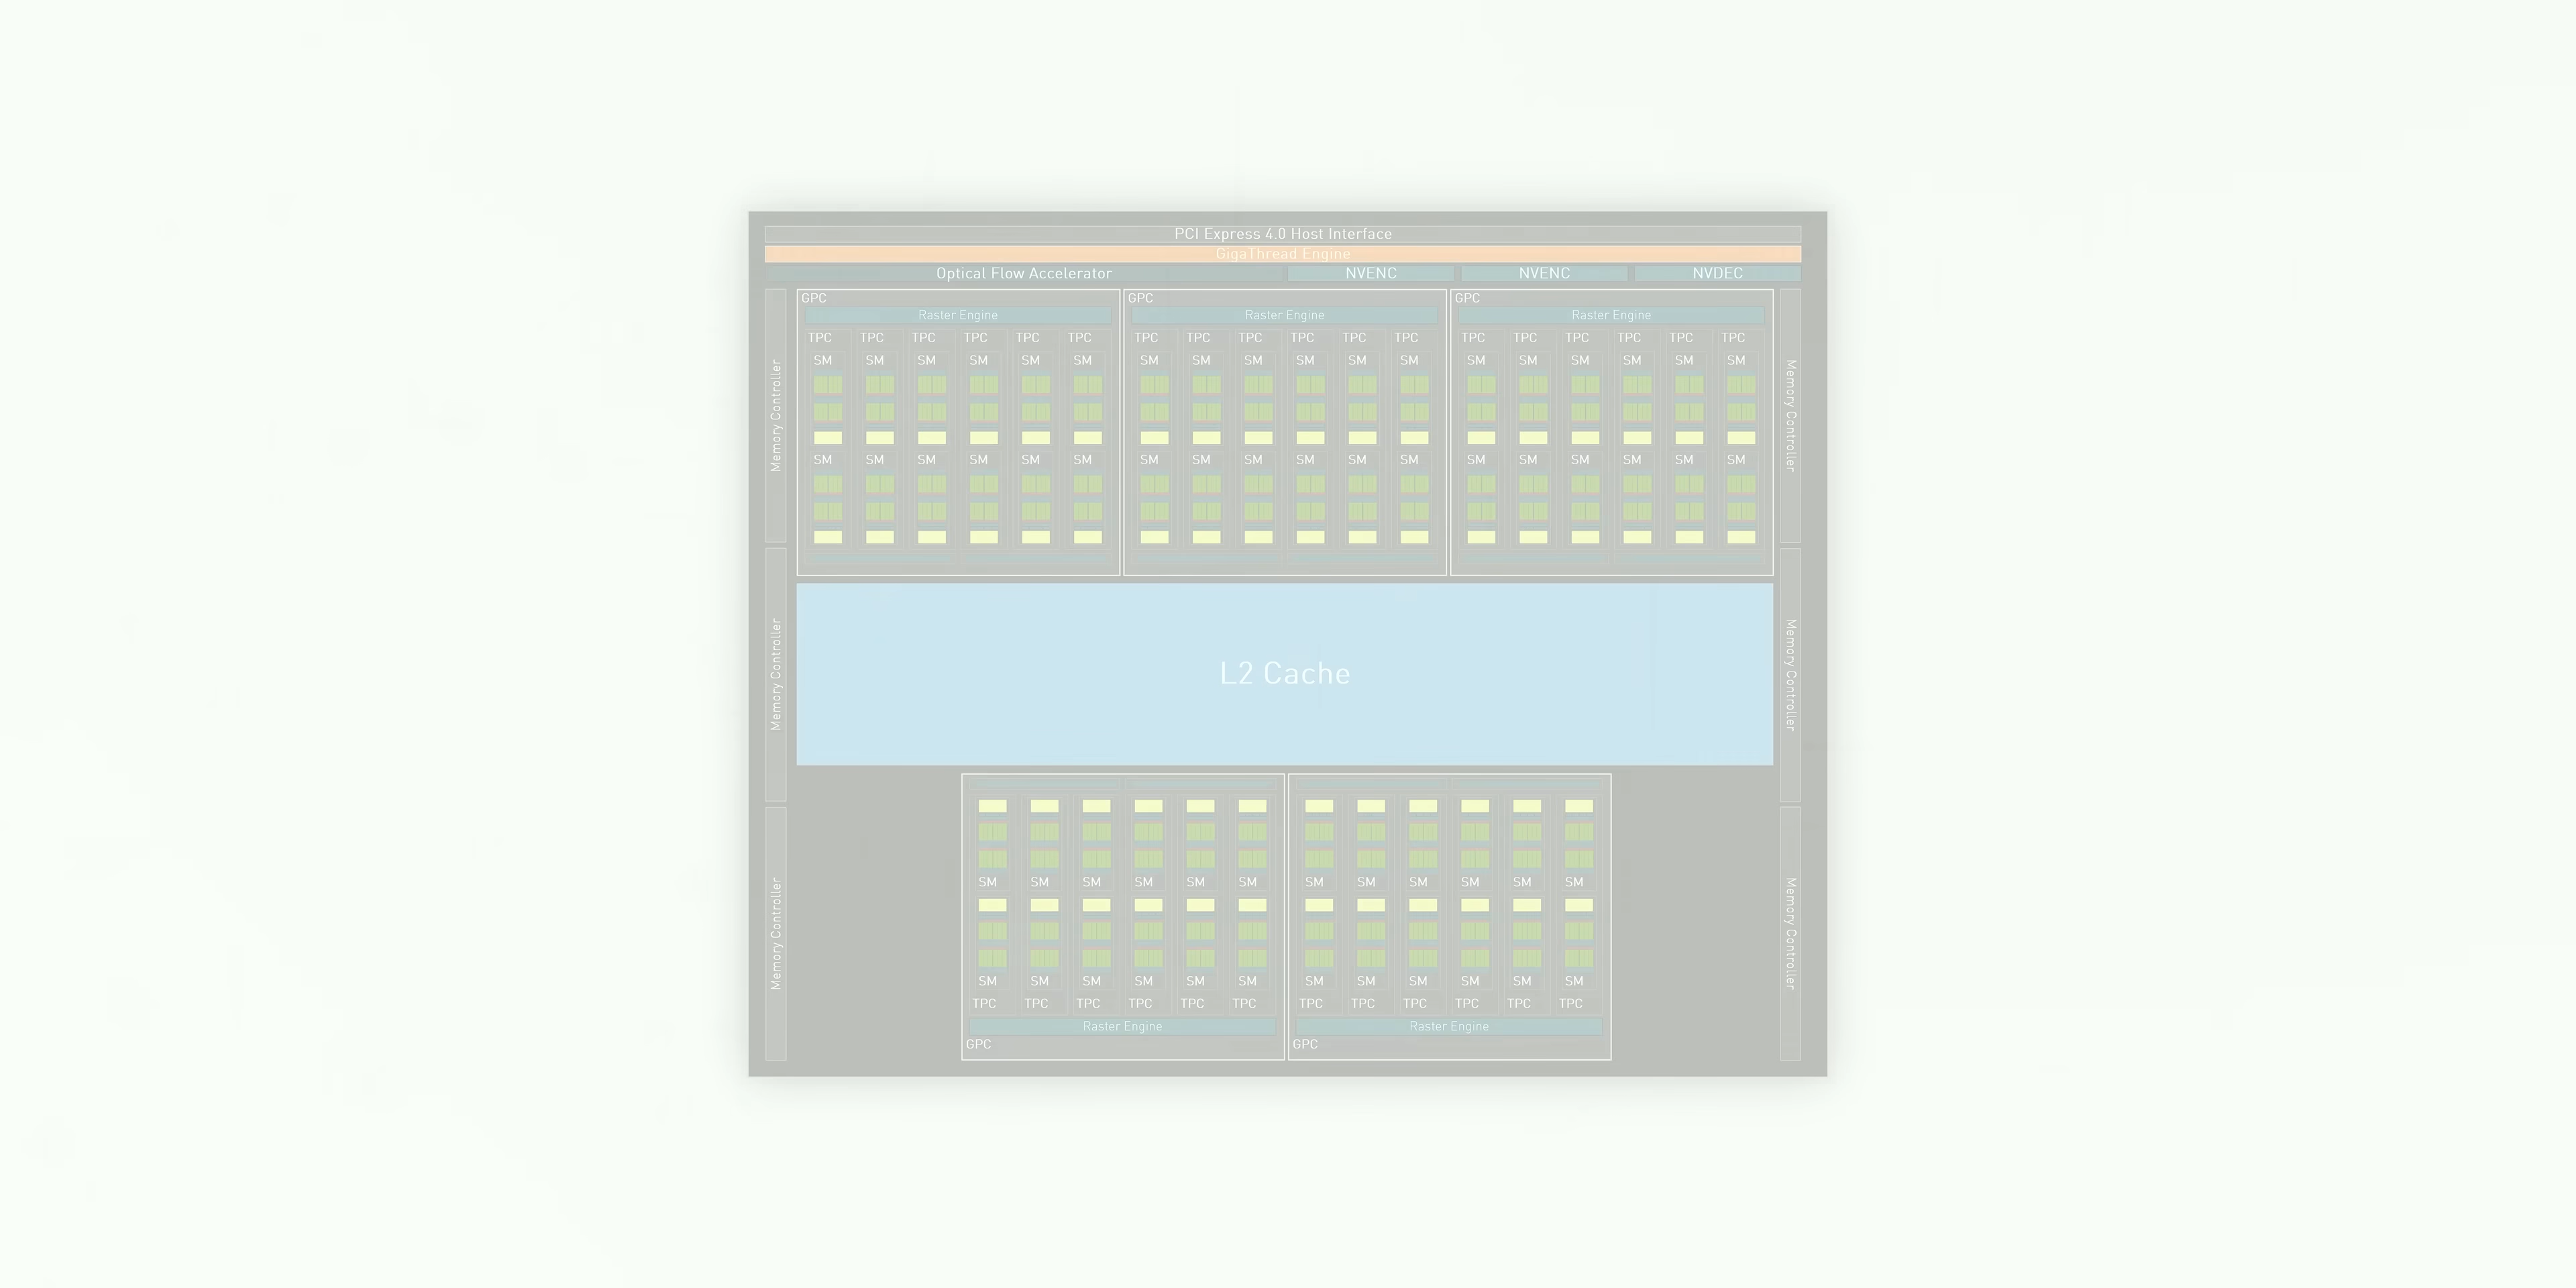 PCI Express 4.0 Host Interface
GigaThread Engine
Optical Flow Accelerator NVENC NVENC NVDEC
GPC GPC GPC
Raster Engine Raster Engine Raster Engine
TPC TPC TPC TPC TPC TPC TPC TPC TPC TPC TPC TPC TPC TPC TPC TPC TPC TPC
SM SM SM SM SM SM SM SM SM SM SM SM SM SM SM SM SM SM
Memory Controller
Memory Controller
SM SM SM SM SM SM SM SM SM SM SM SM SM SM SM SM SM SM
L2 Cache
Memory Controller
Memory Controller
SM SM SM SM SM SM SM SM SM SM SM SM
Memory Controller
Memory Controller
SM SM SM SM SM SM SM SM SM SM SM SM
TPC TPC TPC TPC TPC TPC TPC TPC TPC TPC TPC TPC
Raster Engine Raster Engine
GPC GPC